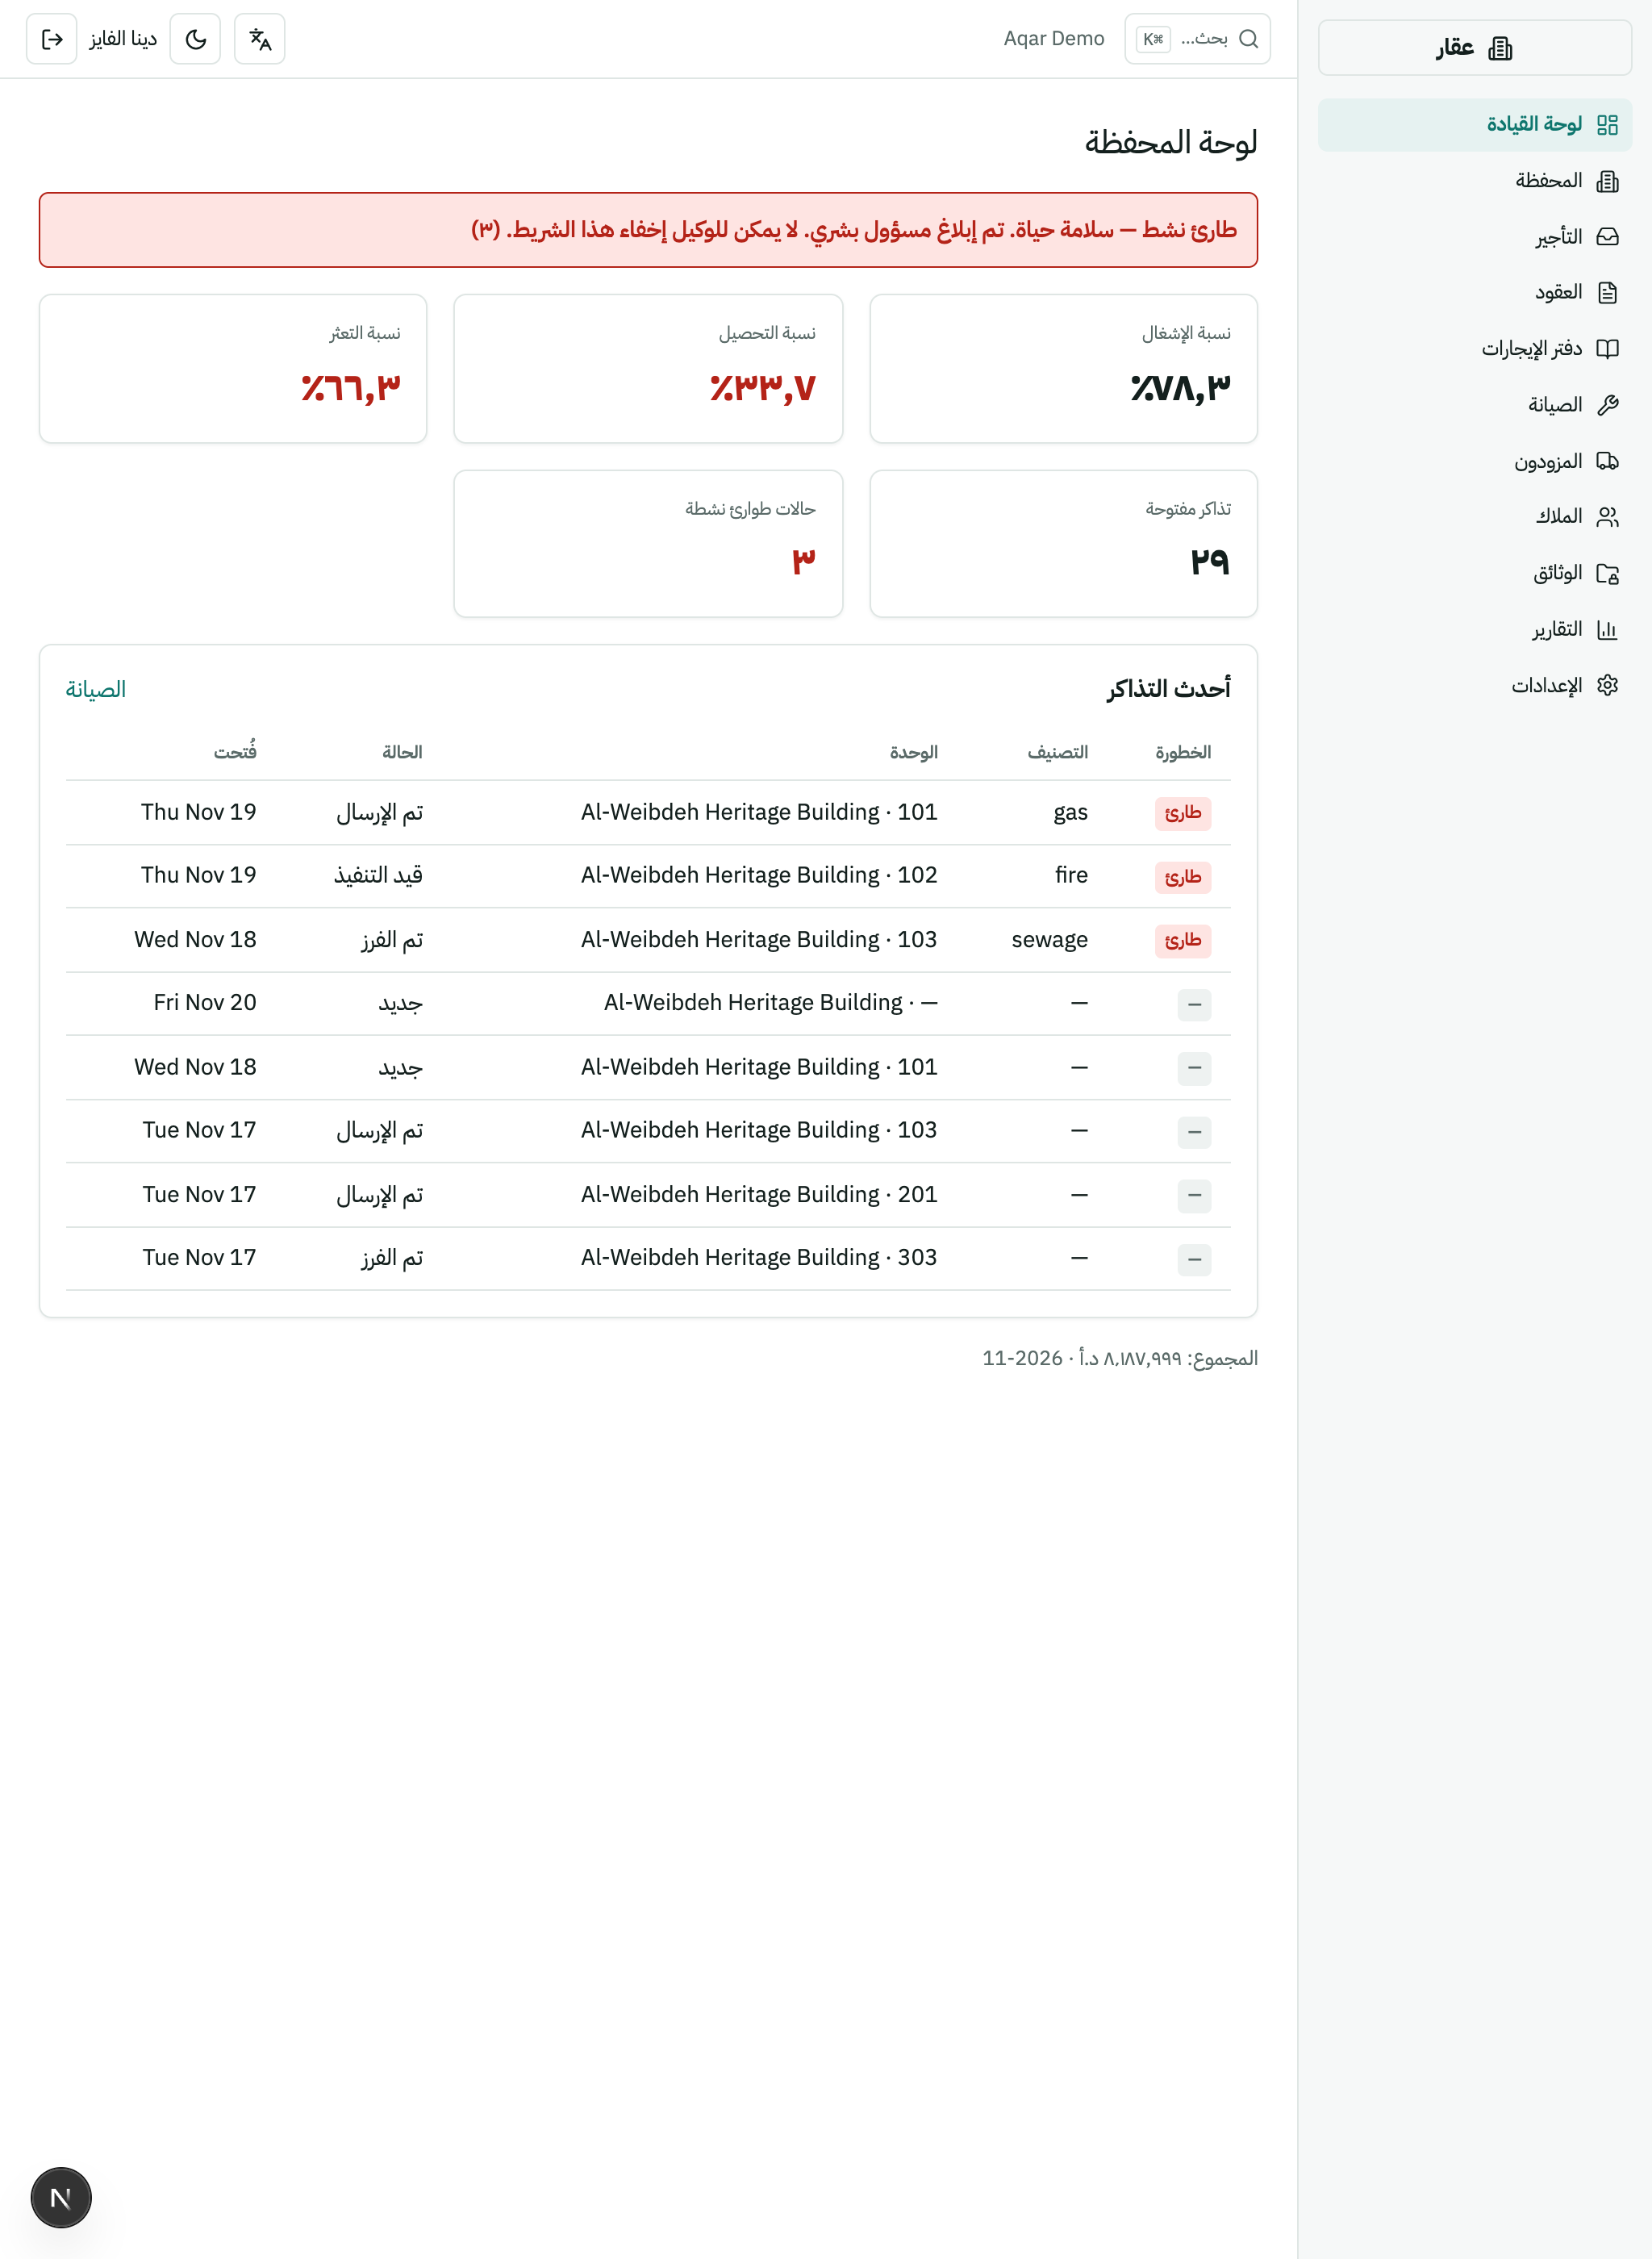 عقار
لوحة القيادة
المحفظة
التأجير
العقود
دفتر الإيجارات
الصيانة
المزودون
الملاك
الوثائق
التقارير
الإعدادات
بحث... ⌘K
Aqar Demo
دينا الفايز
لوحة المحفظة
طارئ نشط — سلامة حياة. تم إبلاغ مسؤول بشري. لا يمكن للوكيل إخفاء هذا الشريط. (٣)
نسبة الإشغال
٧٨,٣٪
نسبة التحصيل
٣٣,٧٪
نسبة التعثر
٦٦,٣٪
تذاكر مفتوحة
٢٩
حالات طوارئ نشطة
٣
أحدث التذاكر
الصيانة
الخطورة التصنيف الوحدة الحالة فُتحت
طارئ gas Al-Weibdeh Heritage Building · 101 تم الإرسال Thu Nov 19
طارئ fire Al-Weibdeh Heritage Building · 102 قيد التنفيذ Thu Nov 19
طارئ sewage Al-Weibdeh Heritage Building · 103 تم الفرز Wed Nov 18
— — Al-Weibdeh Heritage Building · — جديد Fri Nov 20
— — Al-Weibdeh Heritage Building · 101 جديد Wed Nov 18
— — Al-Weibdeh Heritage Building · 103 تم الإرسال Tue Nov 17
— — Al-Weibdeh Heritage Building · 201 تم الإرسال Tue Nov 17
— — Al-Weibdeh Heritage Building · 303 تم الفرز Tue Nov 17
المجموع: ٨,١٨٧,٩٩٩ د.أ · 2026-11
N